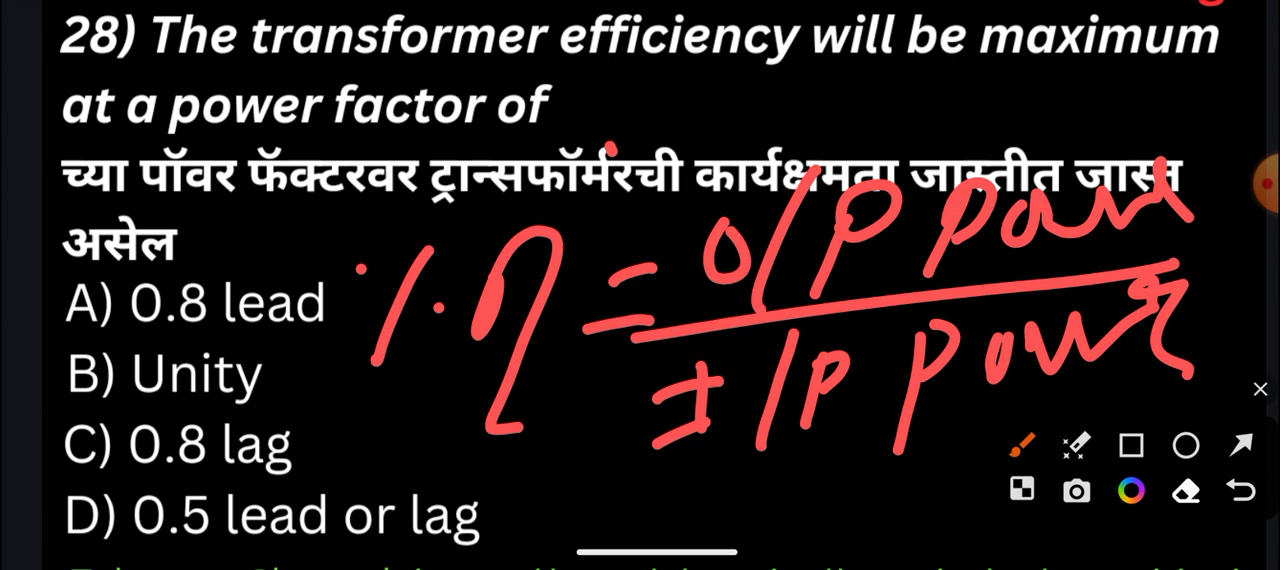 28) The transformer efficiency will be maximum
at a power factor of
च्या पॉवर फॅक्टरवर ट्रान्सफॉर्मरची कार्यक्षमता जास्तीत जास्त
असेल
A) 0.8 lead
B) Unity
C) 0.8 lag
D) 0.5 lead or lag
% η = O/P Power
I/P Power